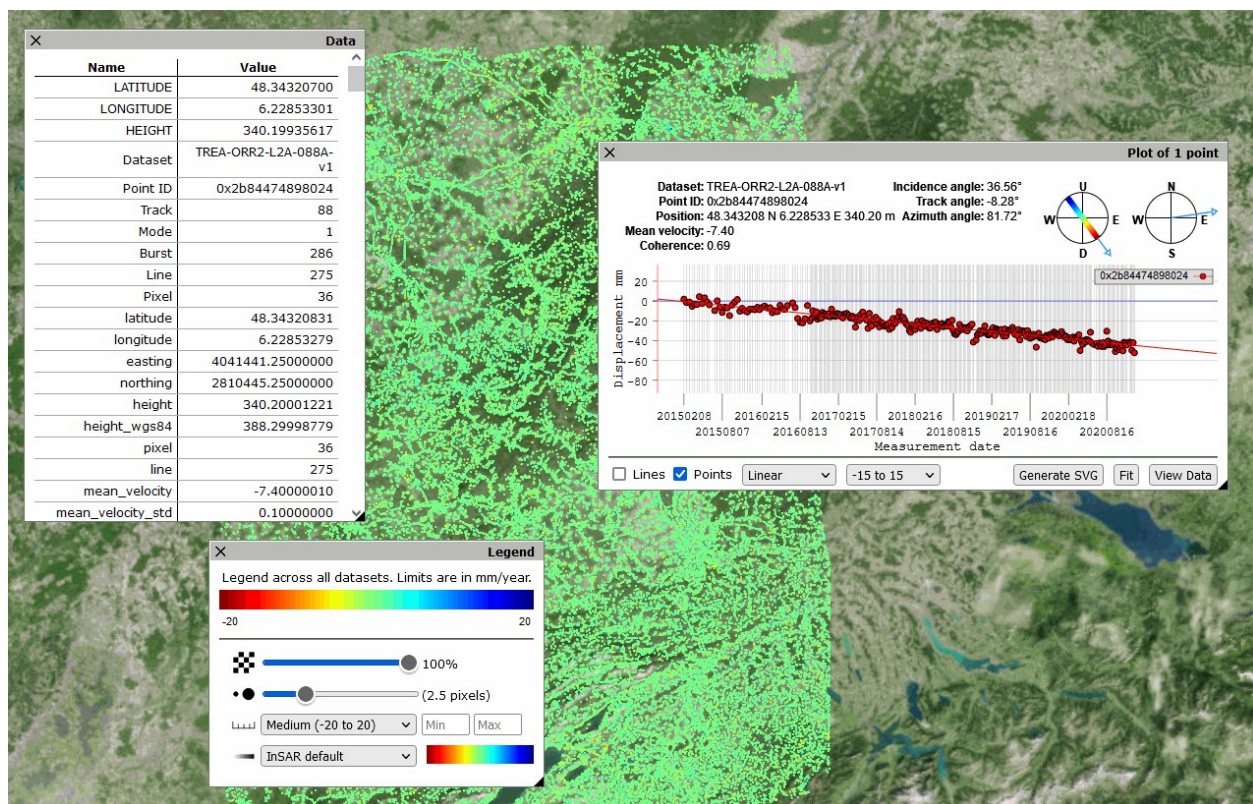 Data
Name Value
LATITUDE 48.34320700
LONGITUDE 6.22853301
HEIGHT 340.19935617
Dataset TREA-ORR2-L2A-088A-
v1
Point ID 0x2b84474898024
Track 88
Mode 1
Burst 286
Line 275
Pixel 36
latitude 48.34320831
longitude 6.22853279
easting 4041441.25000000
northing 2810445.25000000
height 340.20001221
height_wgs84 388.29998779
pixel 36
line 275
mean_velocity -7.40000010
mean_velocity_std 0.10000000
Plot of 1 point
Dataset: TREA-ORR2-L2A-088A-v1 Incidence angle: 36.56°
Point ID: 0x2b84474898024 Track angle: -8.28°
Position: 48.343208 N 6.228533 E 340.20 m Azimuth angle: 81.72°
Mean velocity: -7.40
Coherence: 0.69
U
W E
D
N
W E
S
0x2b84474898024
Displacement mm
20
0
-20
-40
-60
-80
20150208 20160215 20170215 20180216 20190217 20200218
20150807 20160813 20170814 20180815 20190816 20200816
Measurement date
Lines Points Linear -15 to 15 Generate SVG Fit View Data
Legend
Legend across all datasets. Limits are in mm/year.
-20 20
100%
(2.5 pixels)
Medium (-20 to 20) Min Max
InSAR default